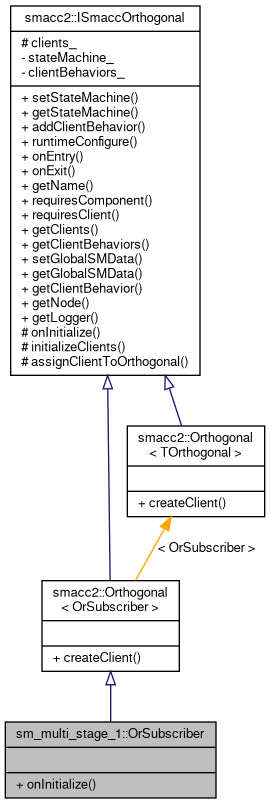 smacc2::ISmaccOrthogonal
# clients_
- stateMachine_
- clientBehaviors_
+ setStateMachine()
+ getStateMachine()
+ addClientBehavior()
+ runtimeConfigure()
+ onEntry()
+ onExit()
+ getName()
+ requiresComponent()
+ requiresClient()
+ getClients()
+ getClientBehaviors()
+ setGlobalSMData()
+ getGlobalSMData()
+ getClientBehavior()
+ getNode()
+ getLogger()
# onInitialize()
# initializeClients()
# assignClientToOrthogonal()
smacc2::Orthogonal
< TOrthogonal >
+ createClient()
< OrSubscriber >
smacc2::Orthogonal
< OrSubscriber >
+ createClient()
sm_multi_stage_1::OrSubscriber
+ onInitialize()